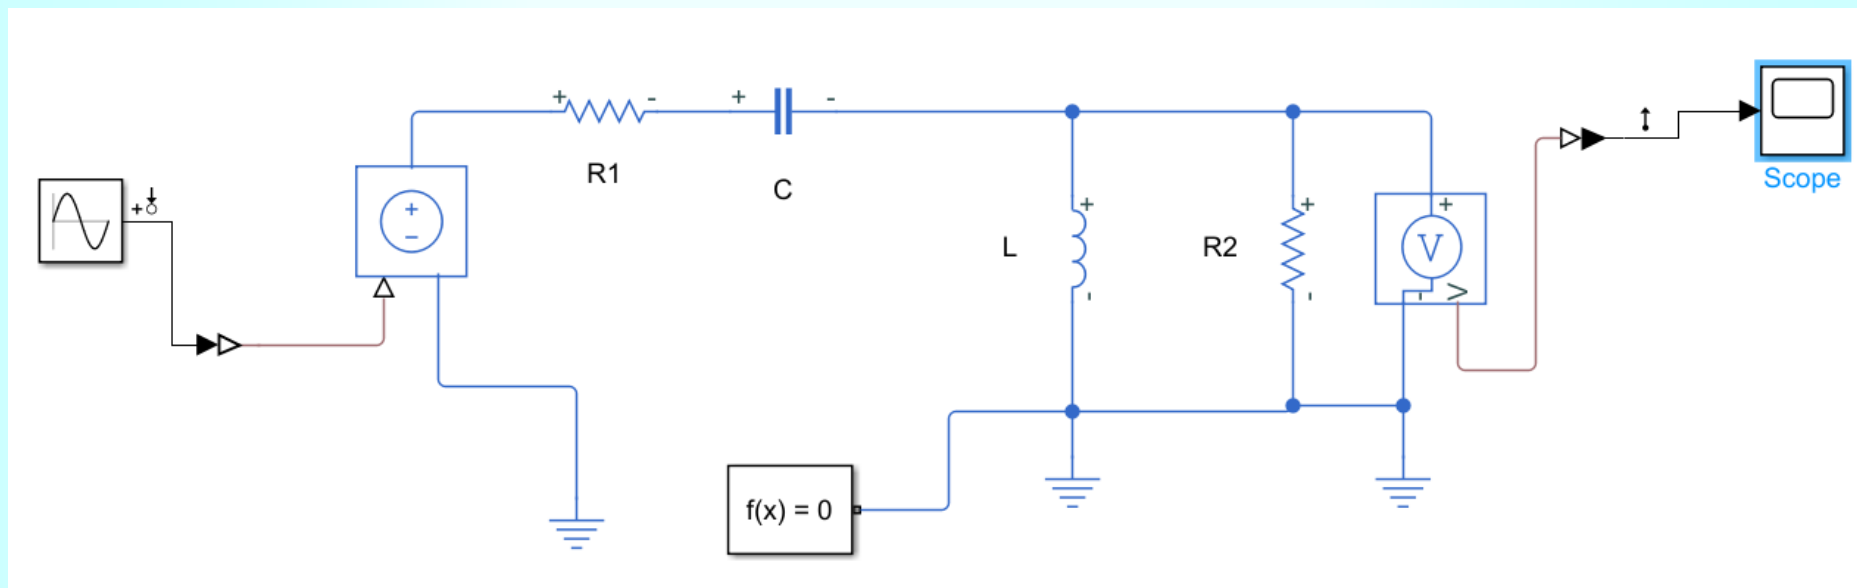 + -
R1
+ -
C
+
-
L
+
-
R2
+
-
+
V
-
V
+
+
−
f(x) = 0
Scope